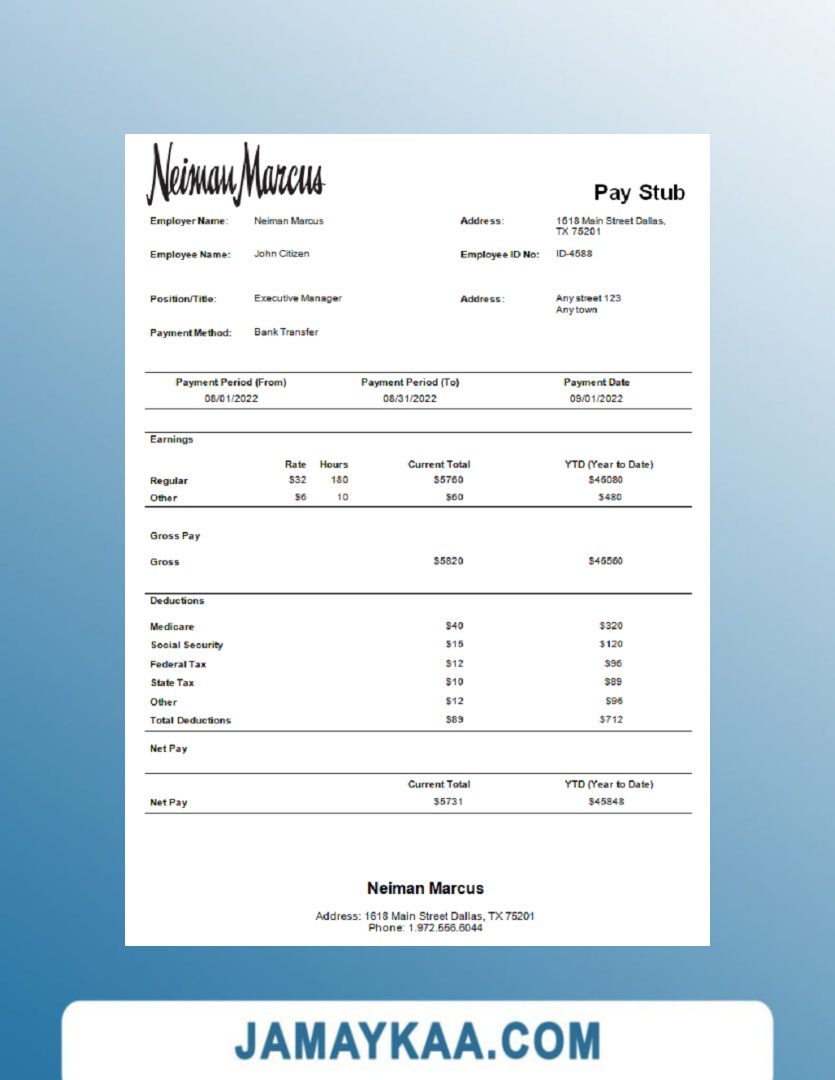 Neiman Marcus
Pay Stub
Employer Name: Neiman Marcus Address: 1618 Main Street Dallas,
TX 75201
Employee Name: John Citizen Employee ID No: ID-4588
Position/Title: Executive Manager Address: Any street 123
Any town
Payment Method: Bank Transfer
Payment Period (From) Payment Period (To) Payment Date
08/01/2022 08/31/2022 09/01/2022
Earnings
Rate Hours Current Total YTD (Year to Date)
Regular $32 180 $5760 $46080
Other $6 10 $60 $480
Gross Pay
Gross $5820 $46560
Deductions
Medicare $40 $320
Social Security $15 $120
Federal Tax $12 $96
State Tax $10 $89
Other $12 $96
Total Deductions $89 $712
Net Pay
Current Total YTD (Year to Date)
Net Pay $5731 $45848
Neiman Marcus
Address: 1618 Main Street Dallas, TX 75201
Phone: 1.972.556.6044
JAMAYKAA.COM